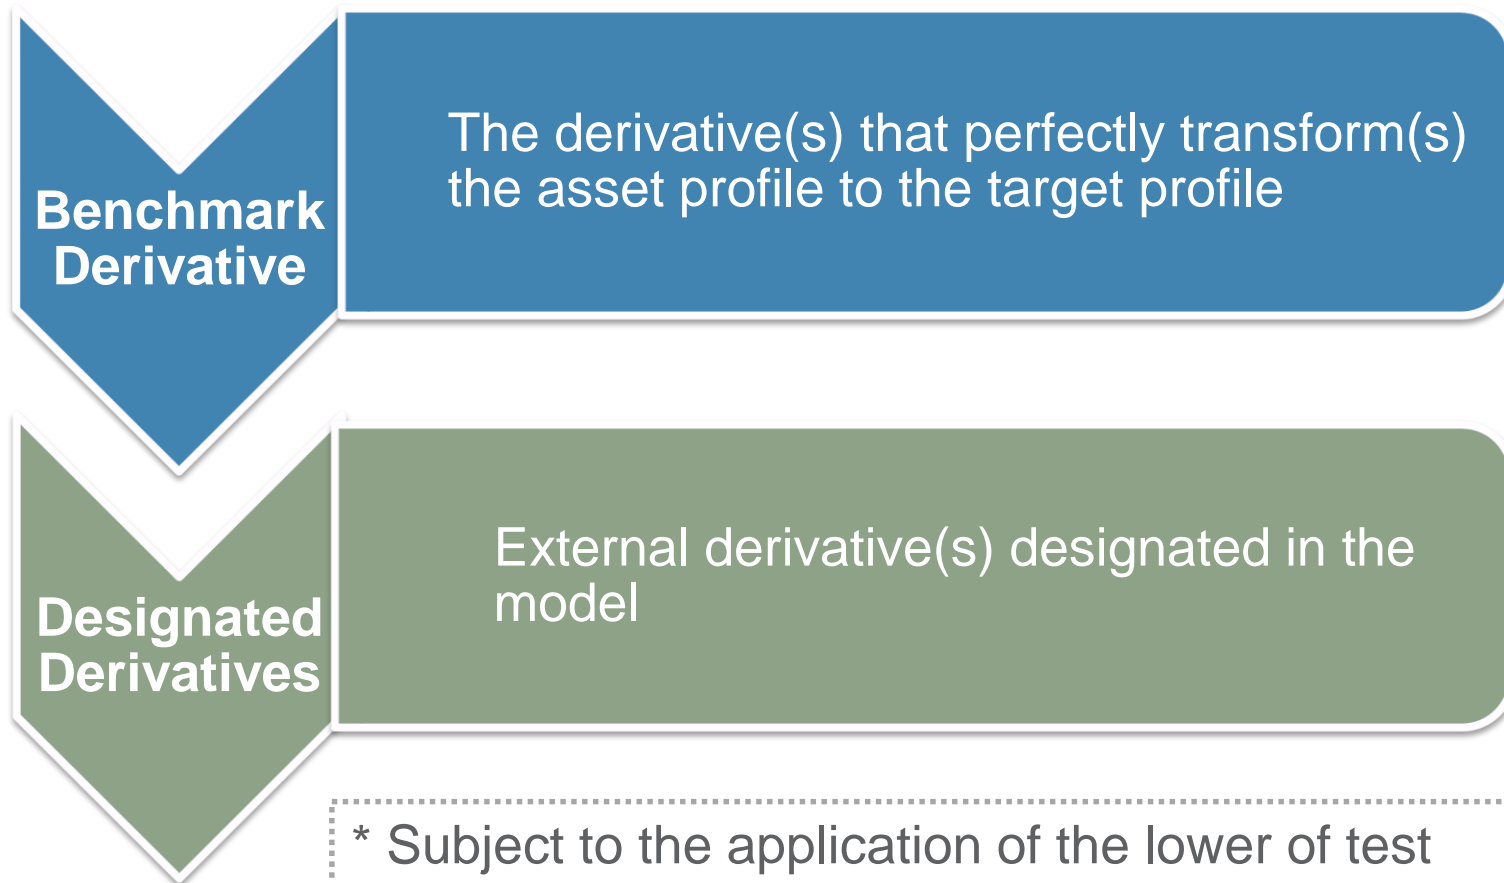 Benchmark
Derivative
The derivative(s) that perfectly transform(s)
the asset profile to the target profile
Designated
Derivatives
External derivative(s) designated in the
model
* Subject to the application of the lower of test